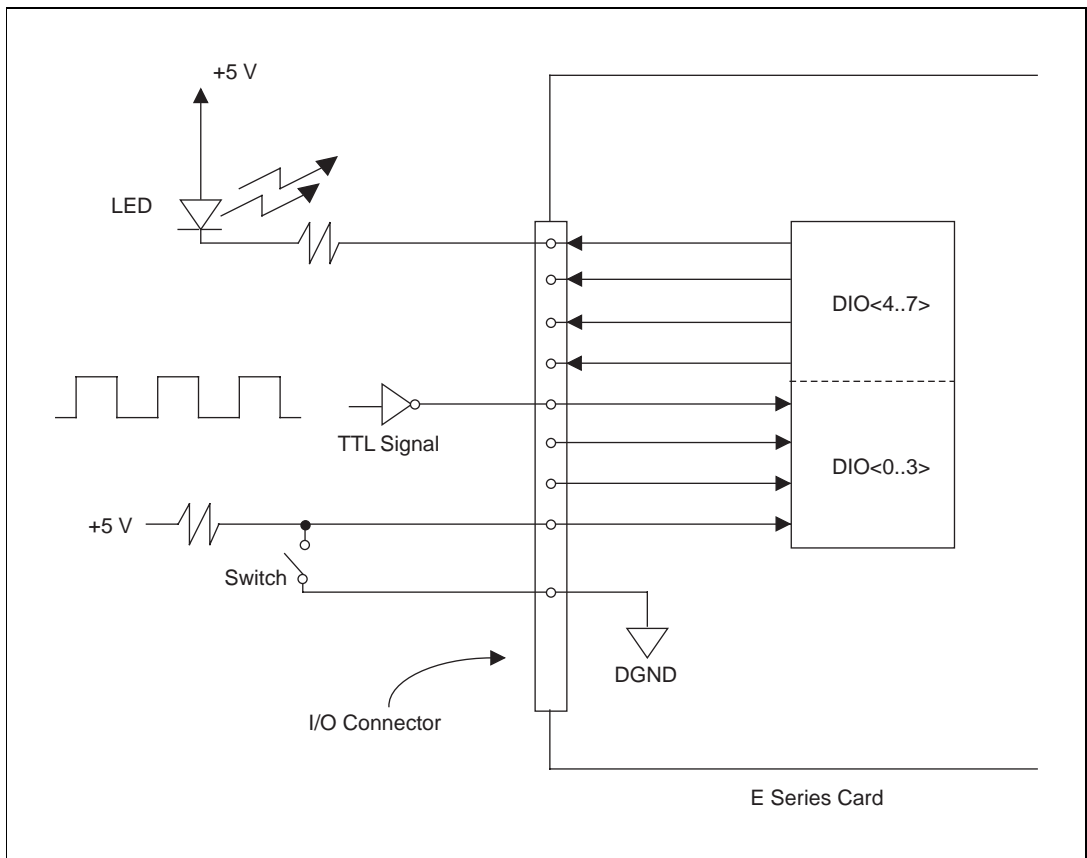 +5 V
LED
DIO<4..7>
TTL Signal
DIO<0..3>
+5 V
Switch
DGND
I/O Connector
E Series Card